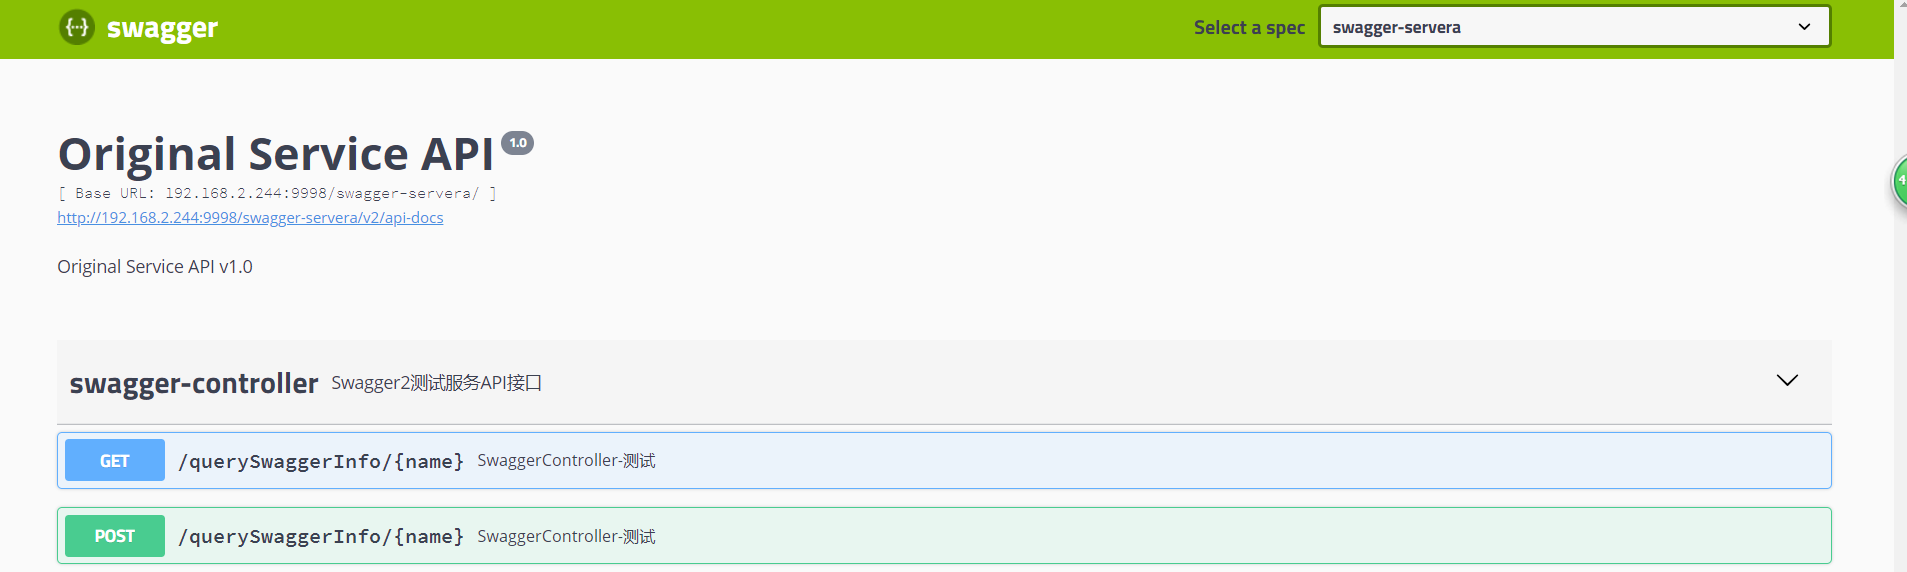 {···} swagger
Select a spec swagger-servera
Original Service API 1.0
[ Base URL: 192.168.2.244:9998/swagger-servera/ ]
http://192.168.2.244:9998/swagger-servera/v2/api-docs
Original Service API v1.0
swagger-controller Swagger2测试服务API接口
GET /querySwaggerInfo/{name} SwaggerController-测试
POST /querySwaggerInfo/{name} SwaggerController-测试